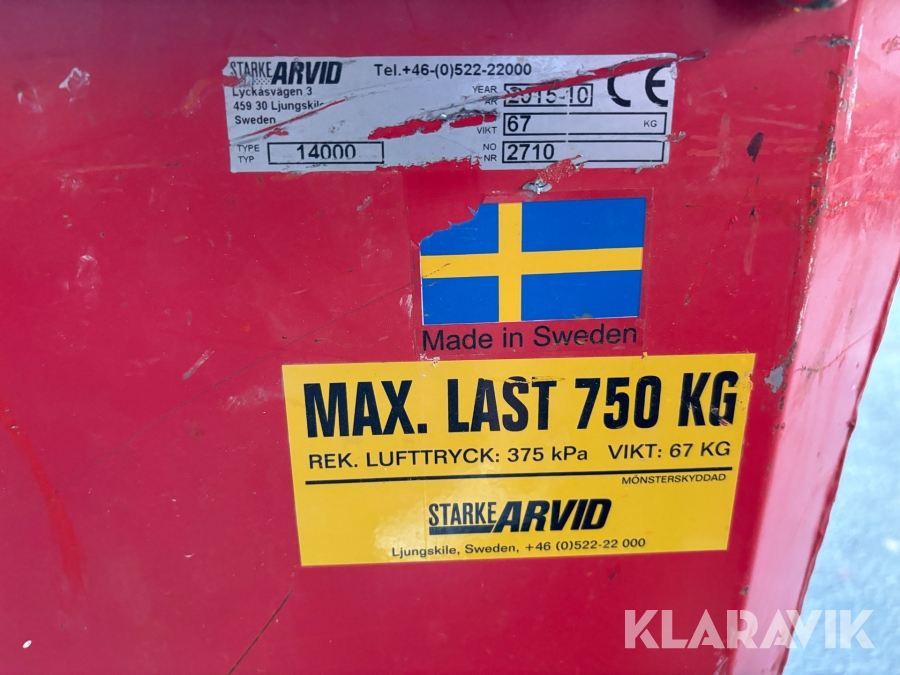 STARKE ARVID Tel.+46-(0)522-22000
Lyckåsvägen 3
459 30 Ljungskile
Sweden
YEAR
ÅR 2015-10 CE
VIKT 67 KG
TYPE
TYP 14000
NO
NR 2710
Made in Sweden
MAX. LAST 750 KG
REK. LUFTTRYCK: 375 kPa VIKT: 67 KG
MÖNSTERSKYDDAD
STARKE ARVID
Ljungskile, Sweden, +46 (0)522-22 000
KLARAVIK